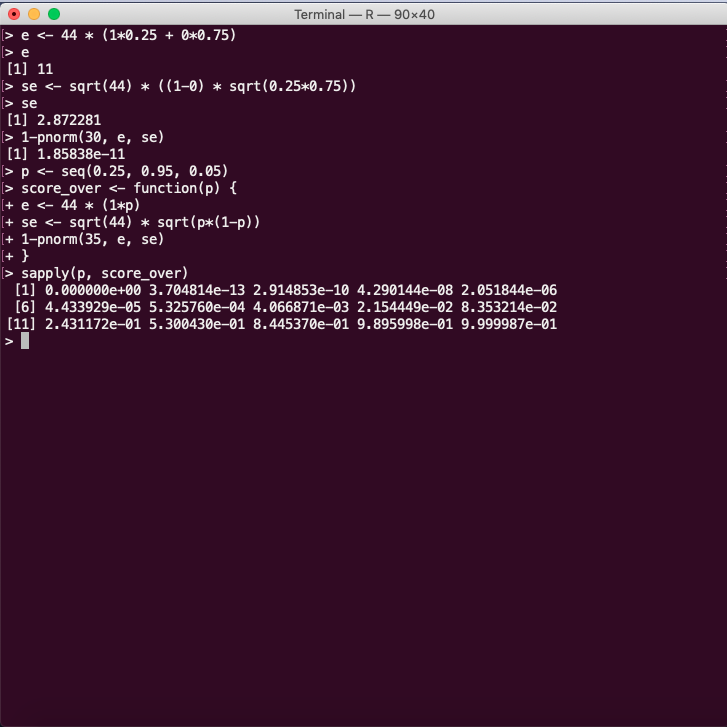 Terminal — R — 90×40
> e <- 44 * (1*0.25 + 0*0.75)
> e
[1] 11
> se <- sqrt(44) * ((1-0) * sqrt(0.25*0.75))
> se
[1] 2.872281
> 1-pnorm(30, e, se)
[1] 1.85838e-11
> p <- seq(0.25, 0.95, 0.05)
> score_over <- function(p) {
+ e <- 44 * (1*p)
+ se <- sqrt(44) * sqrt(p*(1-p))
+ 1-pnorm(35, e, se)
+ }
> sapply(p, score_over)
 [1] 0.000000e+00 3.704814e-13 2.914853e-10 4.290144e-08 2.051844e-06
 [6] 4.433929e-05 5.325760e-04 4.066871e-03 2.154449e-02 8.353214e-02
[11] 2.431172e-01 5.300430e-01 8.445370e-01 9.895998e-01 9.999987e-01
>